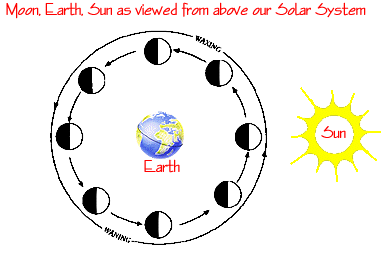 Moon, Earth, Sun as viewed from above our Solar System
WAXING
Sun
Earth
WANING